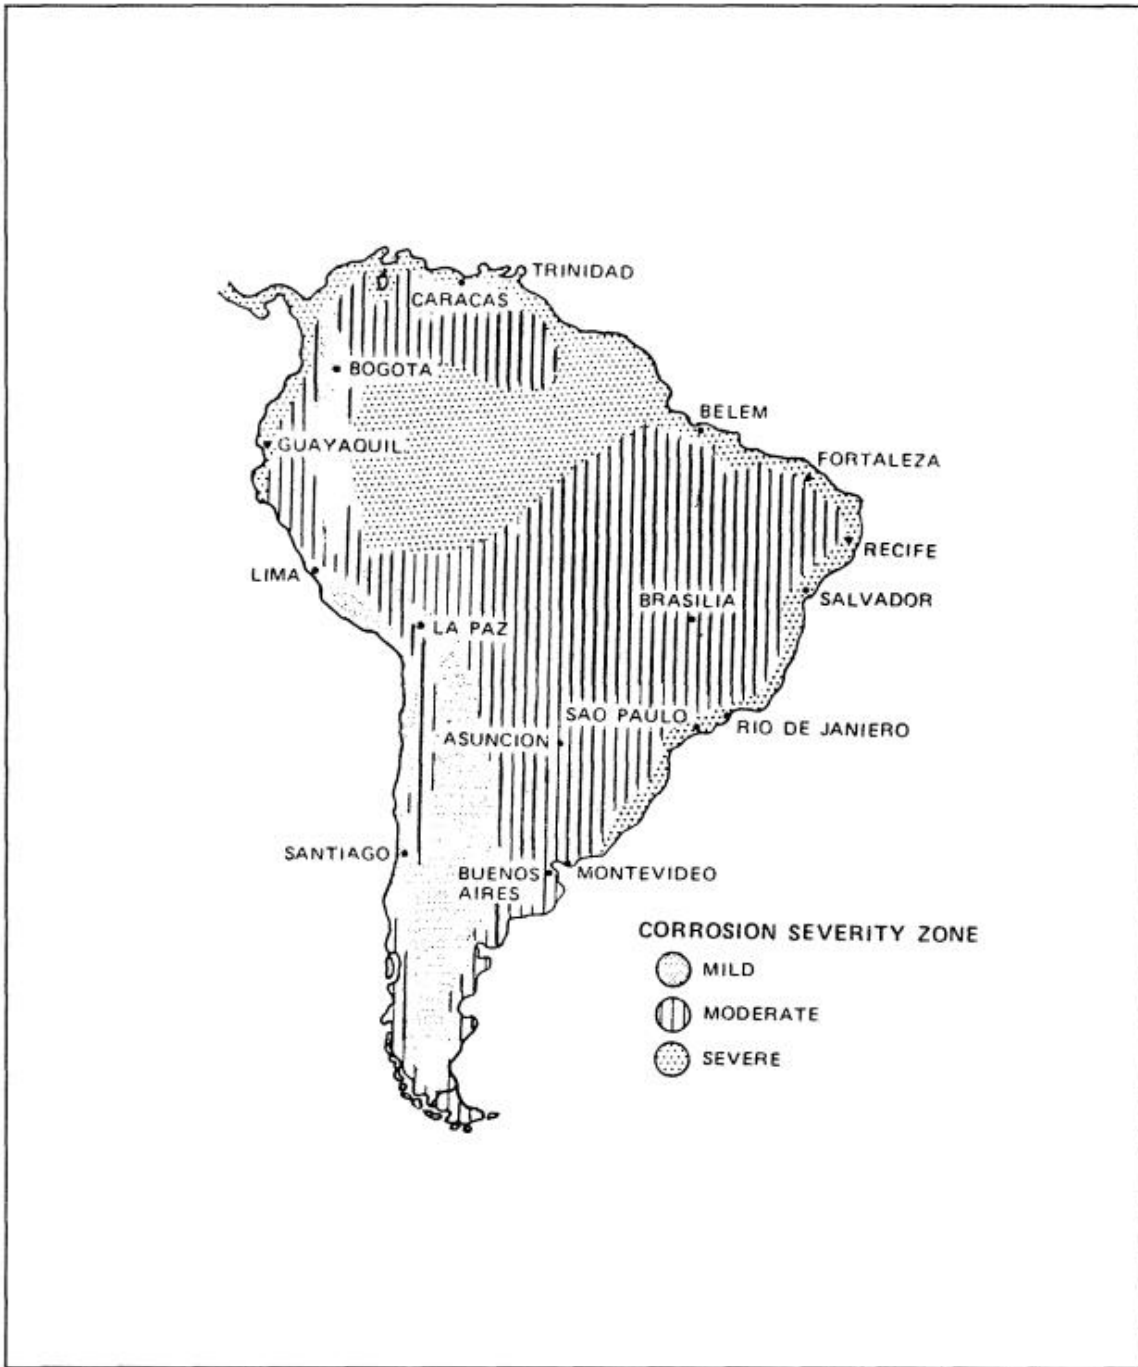 TRINIDAD
CARACAS
BOGOTA
BELEM
GUAYAQUIL.
FORTALEZA
RECIFE
LIMA
BRASILIA
SALVADOR
LA PAZ
SAO PAULO
RIO DE JANIERO
ASUNCION
SANTIAGO
BUENOS
AIRES
MONTEVIDEO
CORROSION SEVERITY ZONE
MILD
MODERATE
SEVERE